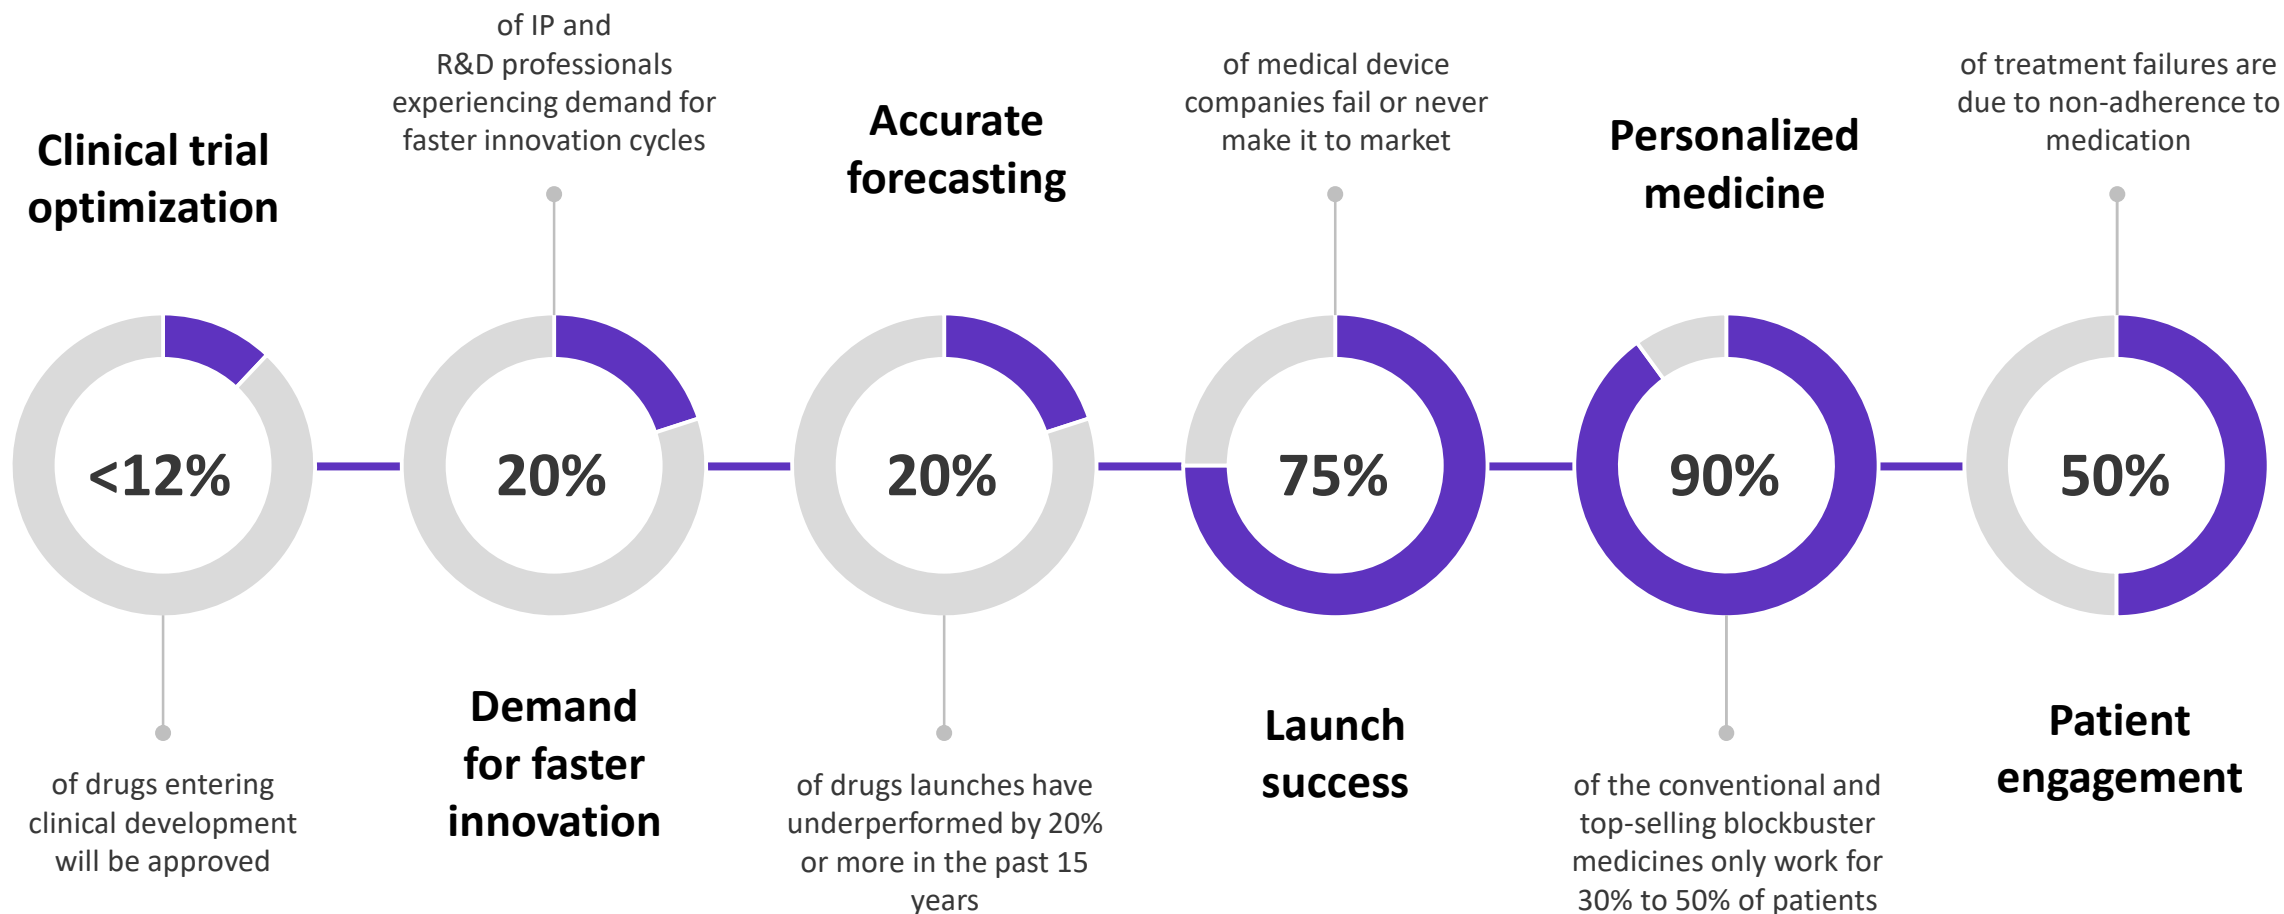 Clinical trial
optimization
<12%
of drugs entering
clinical development
will be approved
of IP and
R&D professionals
experiencing demand for
faster innovation cycles
20%
Demand
for faster
innovation
Accurate
forecasting
20%
of drugs launches have
underperformed by 20%
or more in the past 15
years
of medical device
companies fail or never
make it to market
75%
Launch
success
Personalized
medicine
90%
of the conventional and
top-selling blockbuster
medicines only work for
30% to 50% of patients
of treatment failures are
due to non-adherence to
medication
50%
Patient
engagement